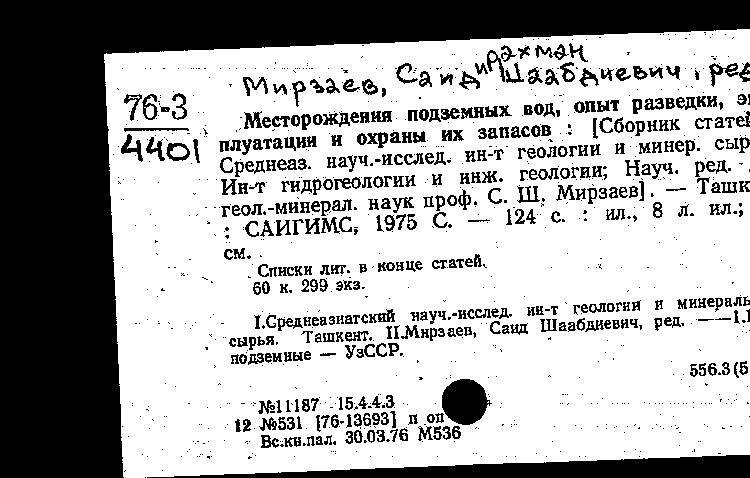 Мирзаев, Саидирахман Шаабдиевич, ред
76-3
4401
Месторождения подземных вод, опыт разведки, э
плуатации и охраны их запасов : [Сборник стате
Среднеаз. науч.-исслед. ин-т геологии и минер. сыр
Ин-т гидрогеологии и инж. геологии; Науч. ред.
геол.-минерал. наук проф. С. Ш. Мирзаев]. — Ташк
: САИГИМС, 1975 С. — 124 с. : ил., 8 л. ил.;
см.
Списки лит. в конце статей.
60 к. 299 экз.
I.Среднеазиатский науч.-исслед. ин-т геологии и минераль
сырья. Ташкент. II.Мирзаев, Саид Шаабдиевич, ред. ——1.
подземные — УзССР.
556.3(5
№11187 15.4.4.3
12 №531 [76-13693] п оп
Вс.кн.пал. 30.03.76 М536